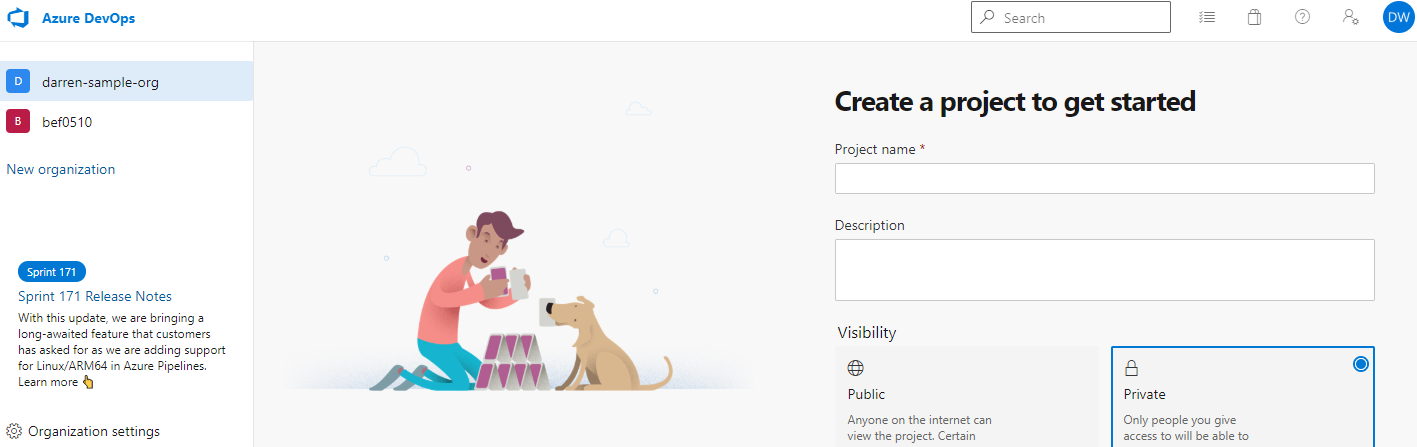 Azure DevOps
Search
DW
D darren-sample-org
B bef0510
New organization
Sprint 171
Sprint 171 Release Notes
With this update, we are bringing a
long-awaited feature that customers
has asked for as we are adding support
for Linux/ARM64 in Azure Pipelines.
Learn more
Organization settings
Create a project to get started
Project name *
Description
Visibility
Public
Anyone on the internet can
view the project. Certain
Private
Only people you give
access to will be able to